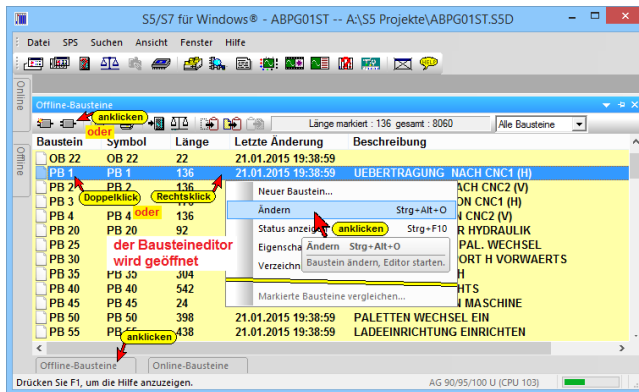 S5/S7 für Windows® - ABPG01ST -- A:\S5 Projekte\ABPG01ST.S5D
Datei SPS Suchen Ansicht Fenster Hilfe
HELP
Online
Offline
Offline-Bausteine
anklicken
oder
Länge markiert : 136 gesamt : 8060
Alle Bausteine
Baustein Symbol Länge Letzte Änderung Beschreibung
OB 22 OB 22 22 21.01.2015 19:38:59
PB 1 PB 1 136 21.01.2015 19:38:59 UEBERTRAGUNG NACH CNC1 (H)
PB 2 PB 2 136 ACH CNC2 (V)
Doppelklick
oder
Rechtsklick
PB 3 ON CNC1 (H)
PB 4 PB 4 136 N CNC2 (V)
PB 20 PB 20 92 R HYDRAULIK
PB 25 PAL. WECHSEL
PB 30 ORT H VORWAERTS
PB 35 PB 35 304 H
PB 40 PB 40 542 HTS
PB 45 PB 45 24 N MASCHINE
PB 50 PB 50 398 21.01.2015 19:38:59 PALETTEN WECHSEL EIN
PB 55 PB 55 438 21.01.2015 19:38:59 LADEEINRICHTUNG EINRICHTEN
der Bausteineditor
wird geöffnet
Neuer Baustein...
Ändern Strg+Alt+O
Status anzei Strg+F10
anklicken
Eigenscha
Verzeichn
Ändern Strg+Alt+O
Baustein ändern, Editor starten.
Markierte Bausteine vergleichen...
anklicken
Offline-Bausteine Online-Bausteine
Drücken Sie F1, um die Hilfe anzuzeigen. AG 90/95/100 U (CPU 103)